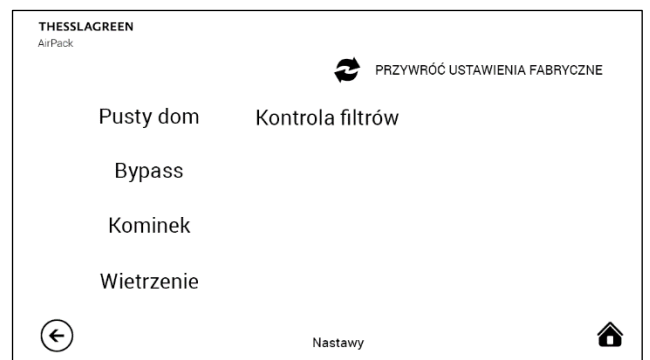 THESSLAGREEN
AirPack
PRZYWRÓĆ USTAWIENIA FABRYCZNE
Pusty dom
Kontrola filtrów
Bypass
Kominek
Wietrzenie
Nastawy